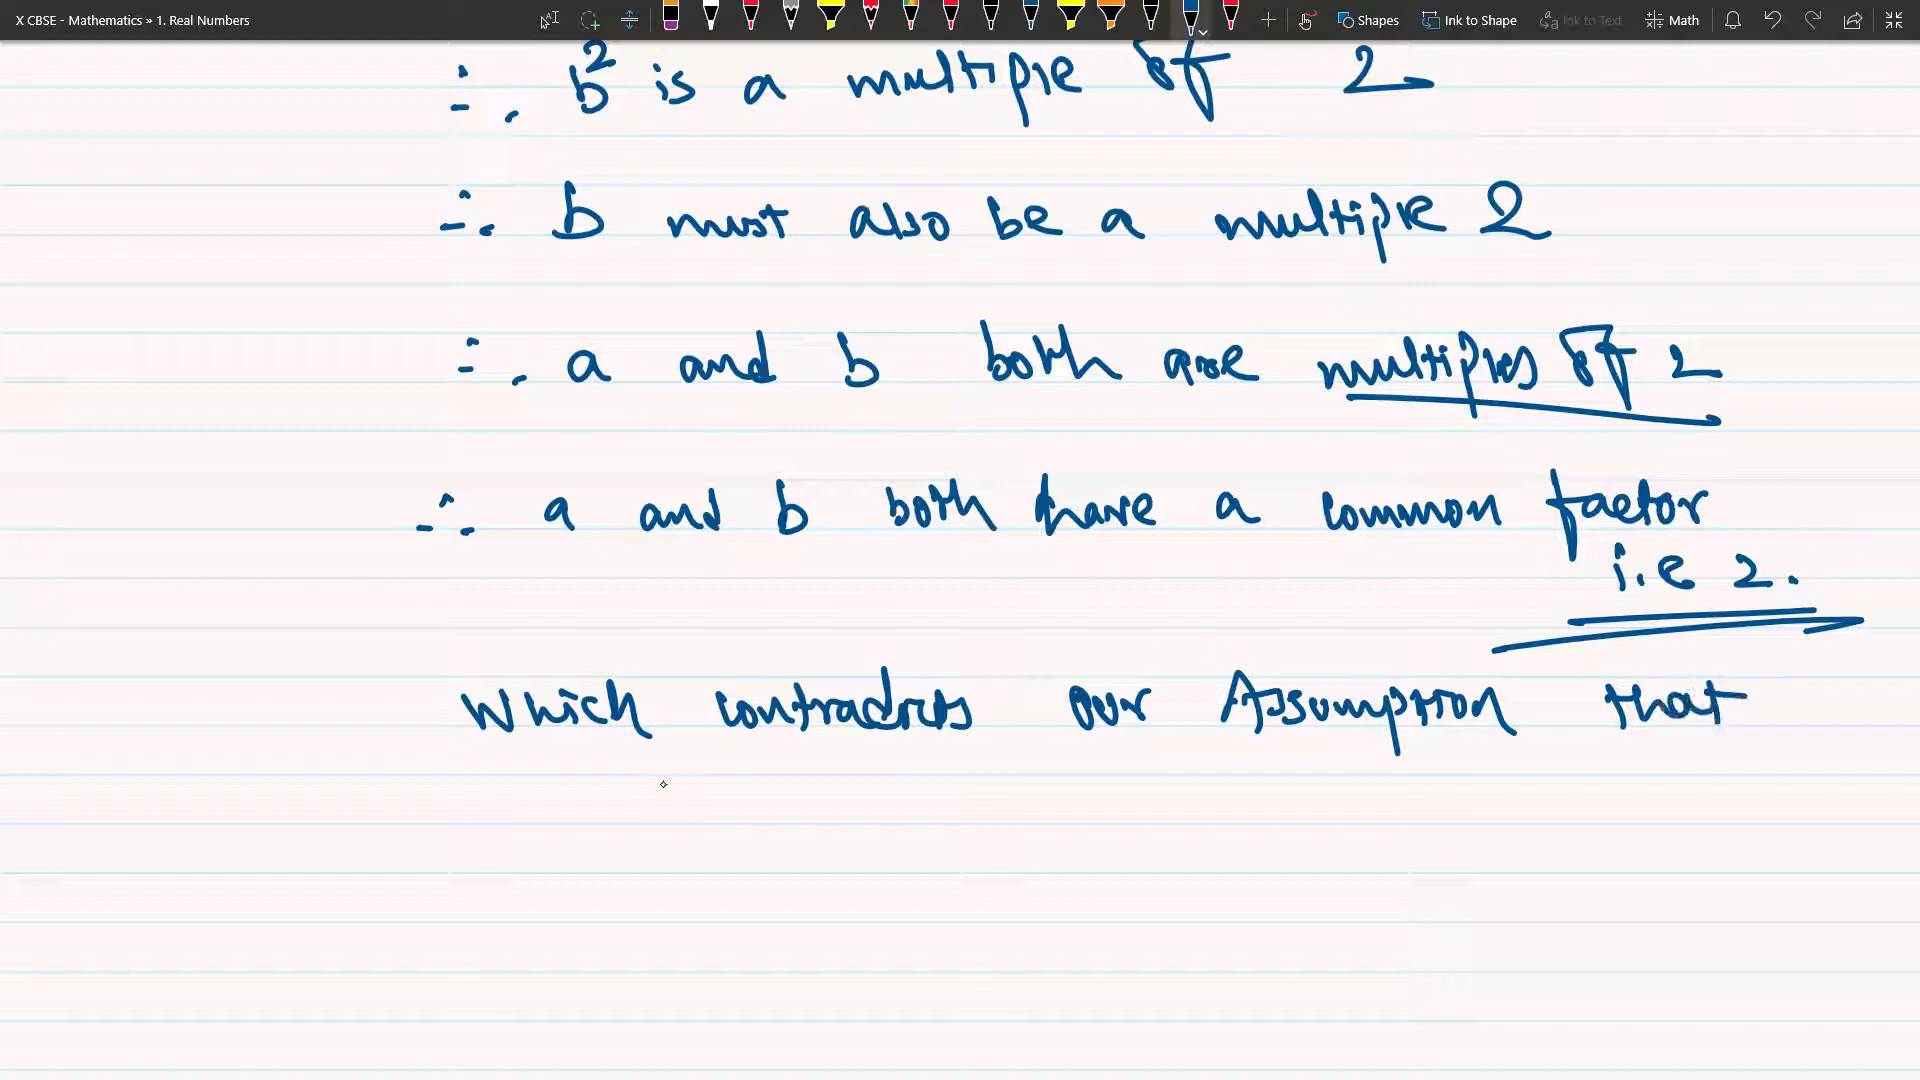 X CBSE - Mathematics » 1. Real Numbers
Shapes
Ink to Shape
Ink to Text
Math
∴ b² is a multiple of 2
∴ b must also be a multiple 2
∴ a and b both are multiples of 2
∴ a and b both have a common factor
i.e 2.
Which contradicts our Assumption that